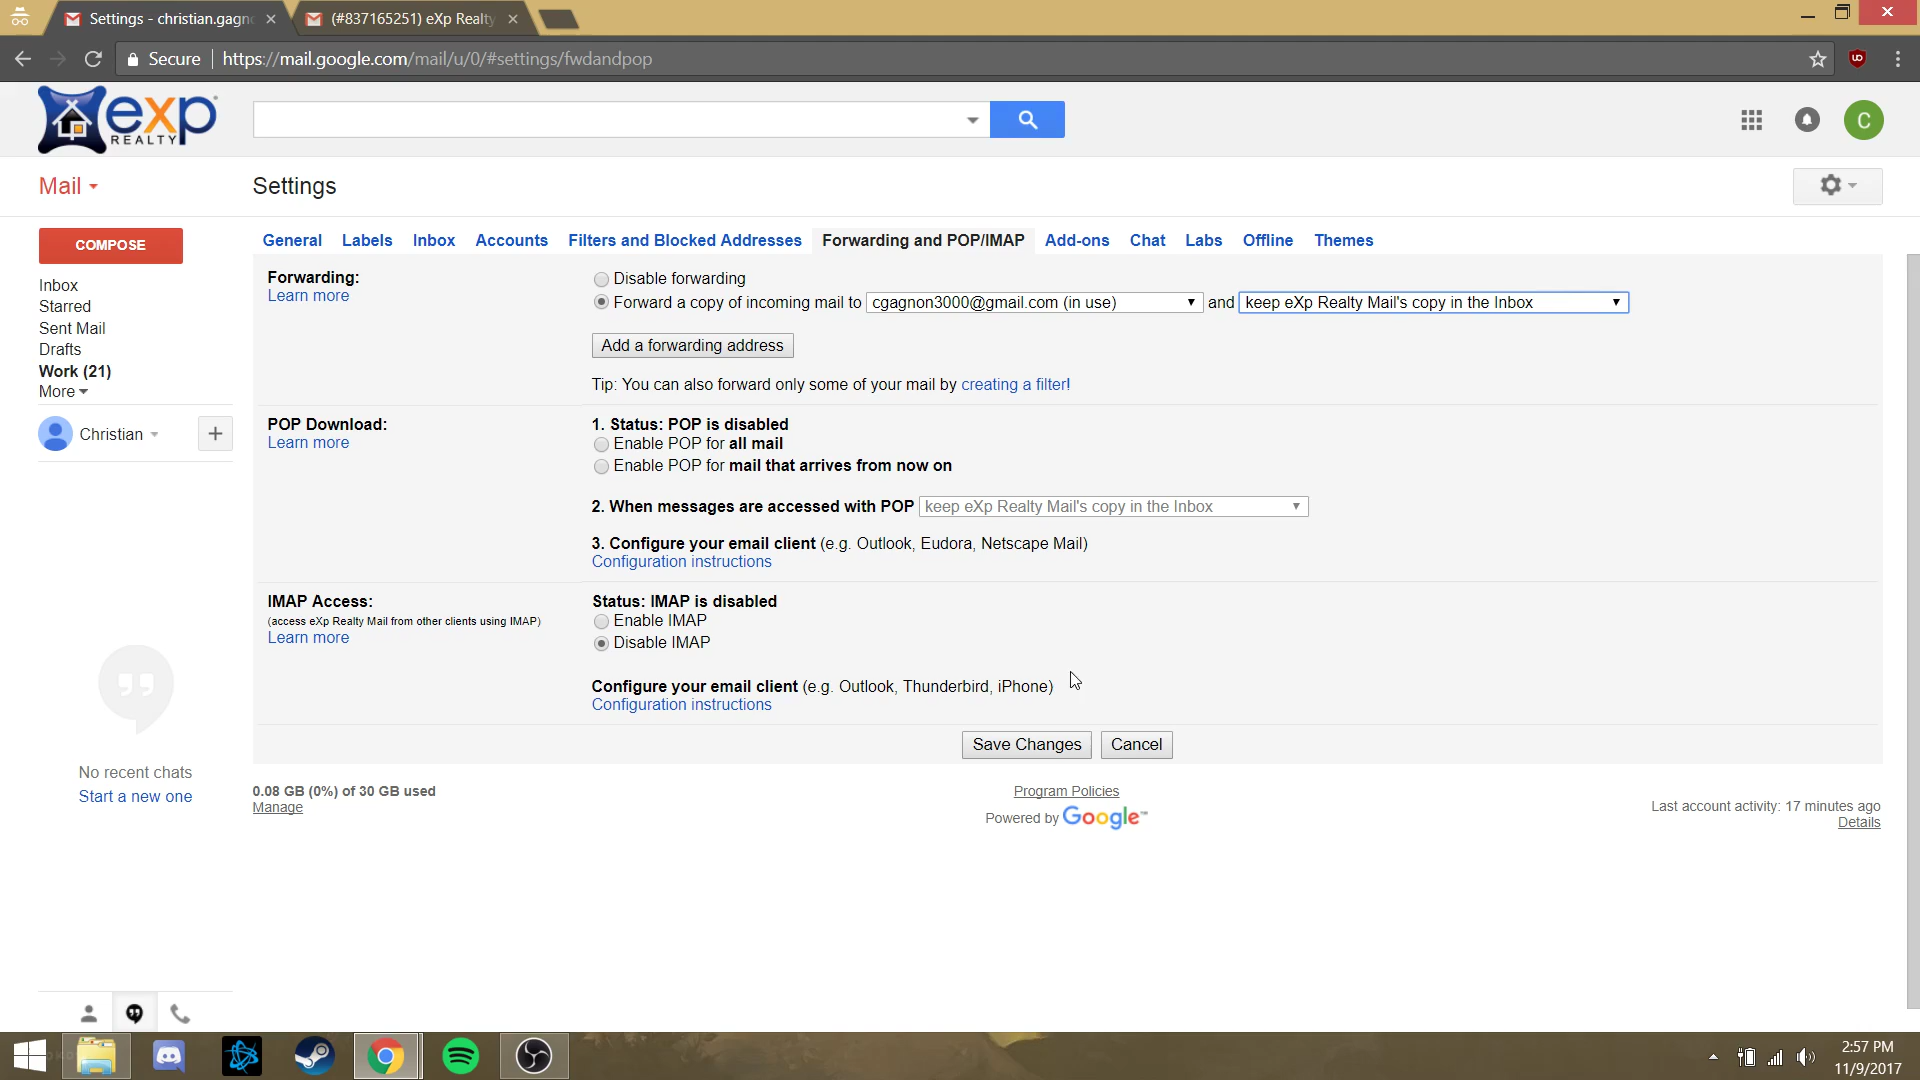 Settings - christian.gagn
(#837165251) eXp Realty
Secure
https://mail.google.com/mail/u/0/#settings/fwdandpop
exp
REALTY
C
Mail
Settings
COMPOSE
General
Labels
Inbox
Accounts
Filters and Blocked Addresses
Forwarding and POP/IMAP
Add-ons
Chat
Labs
Offline
Themes
Inbox
Starred
Sent Mail
Drafts
Work (21)
More
Christian
No recent chats
Start a new one
Forwarding:
Learn more
Disable forwarding
Forward a copy of incoming mail to cgagnon3000@gmail.com (in use) and keep eXp Realty Mail's copy in the Inbox
Add a forwarding address
Tip: You can also forward only some of your mail by creating a filter!
POP Download:
Learn more
1. Status: POP is disabled
Enable POP for all mail
Enable POP for mail that arrives from now on
2. When messages are accessed with POP keep eXp Realty Mail's copy in the Inbox
3. Configure your email client (e.g. Outlook, Eudora, Netscape Mail)
Configuration instructions
IMAP Access:
(access eXp Realty Mail from other clients using IMAP)
Learn more
Status: IMAP is disabled
Enable IMAP
Disable IMAP
Configure your email client (e.g. Outlook, Thunderbird, iPhone)
Configuration instructions
Save Changes
Cancel
0.08 GB (0%) of 30 GB used
Manage
Program Policies
Powered by Google™
Last account activity: 17 minutes ago
Details
2:57 PM
11/9/2017